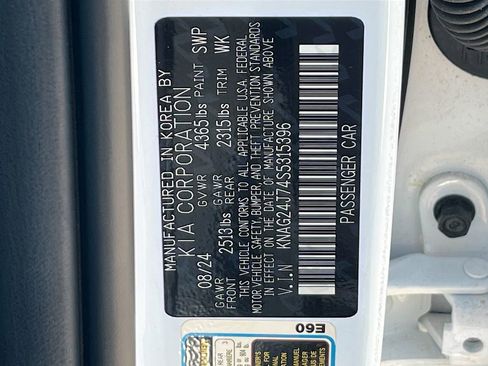 MANUFACTURED IN KOREA BY
KIA CORPORATION
08/24 GVWR 4365lbs PAINT SWP
GAWR FRONT 2513lbs GAWR REAR 2315lbs TRIM WK
THIS VEHICLE CONFORMS TO ALL APPLICABLE U.S.A. FEDERAL
MOTOR VEHICLE SAFETY, BUMPER, AND THEFT PREVENTION STANDARDS
IN EFFECT ON THE DATE OF MANUFACTURE SHOWN ABOVE
V.I.N KNAG24J74S5315396
PASSENGER CAR
E60
REAR